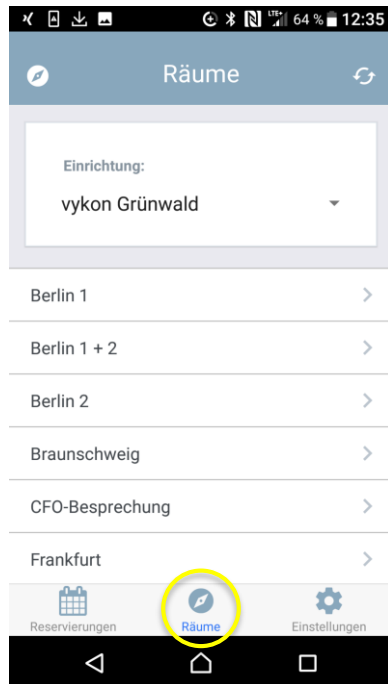 LTE+ 64 % 12:35
Räume
Einrichtung:
vykon Grünwald
Berlin 1
Berlin 1 + 2
Berlin 2
Braunschweig
CFO-Besprechung
Frankfurt
Reservierungen Räume Einstellungen